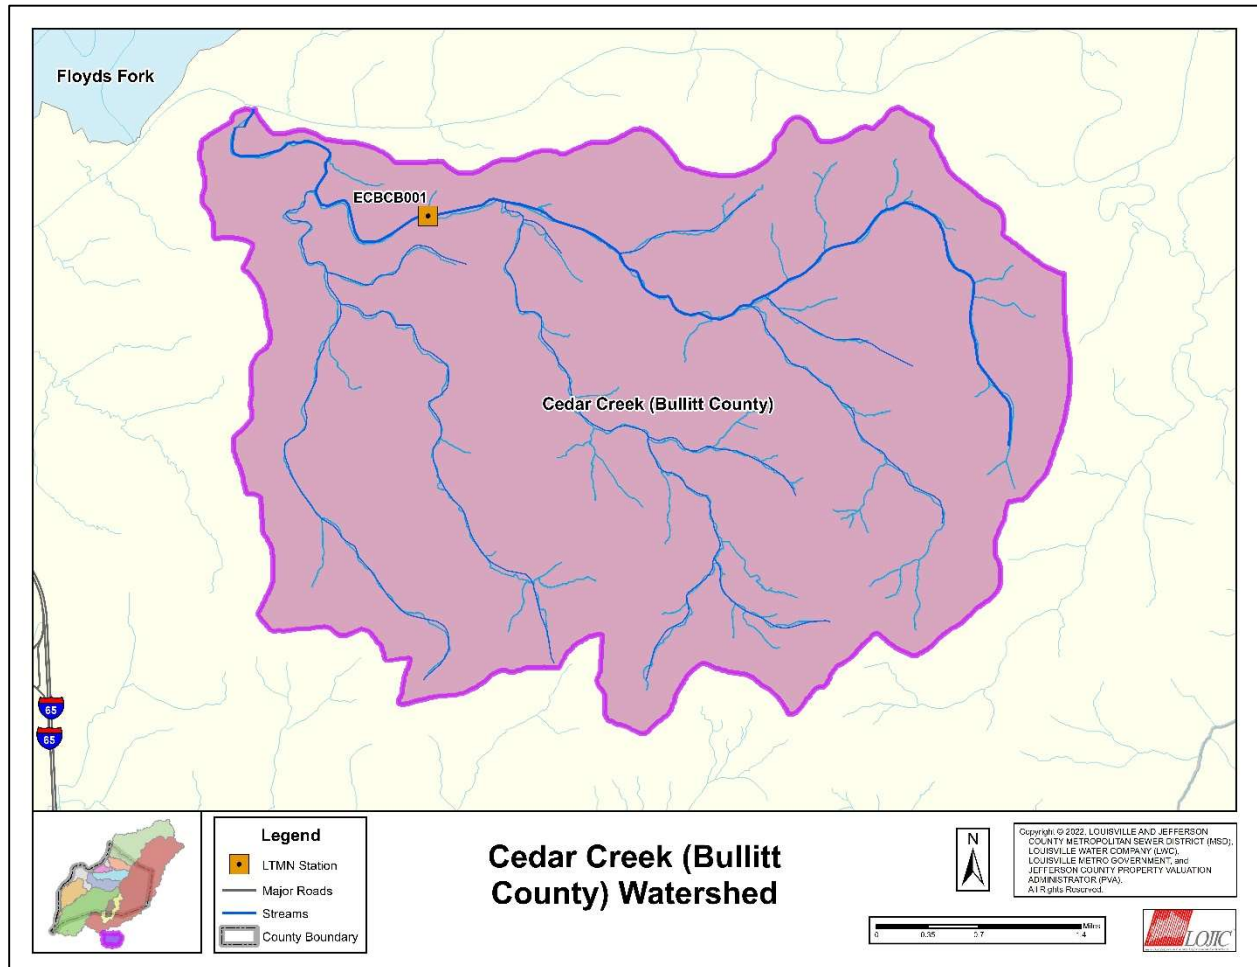 Floyds Fork
ECBCB001
Cedar Creek (Bullitt County)
65
65
Legend
LTMN Station
Major Roads
Streams
County Boundary
Cedar Creek (Bullitt
County) Watershed
N
Copyright © 2022, LOUISVILLE AND JEFFERSON
COUNTY METROPOLITAN SEWER DISTRICT (MSD),
LOUISVILLE WATER COMPANY (LWC),
LOUISVILLE METRO GOVERNMENT, and
JEFFERSON COUNTY PROPERTY VALUATION
ADMINISTRATOR (PVA).
All Rights Reserved.
Miles
0 0.35 0.7 1.4
LOJIC